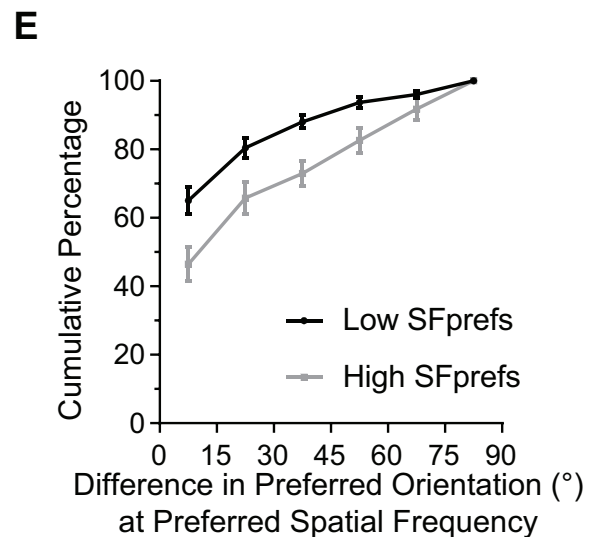 E
100
80
60
40
20
0
Cumulative Percentage
Low SFprefs
High SFprefs
0 15 30 45 60 75 90
Difference in Preferred Orientation (°)
at Preferred Spatial Frequency